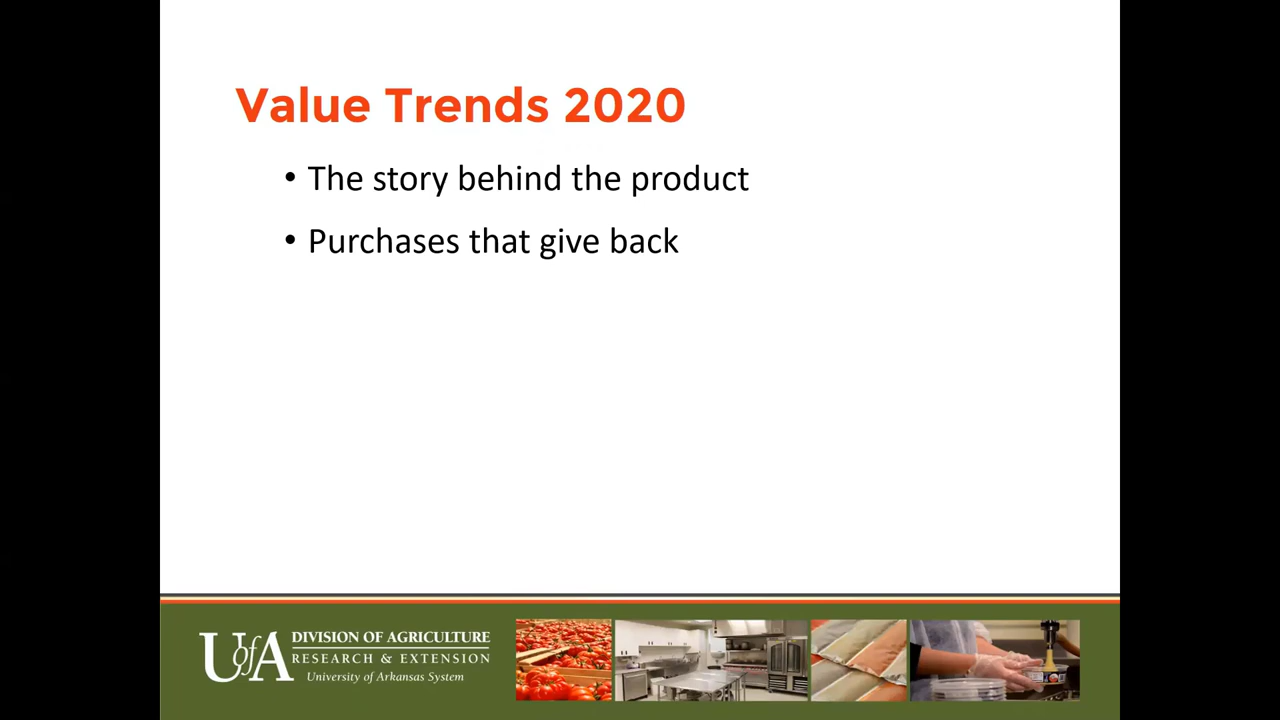 Value Trends 2020
• The story behind the product
• Purchases that give back
UofA
DIVISION OF AGRICULTURE
RESEARCH & EXTENSION
University of Arkansas System